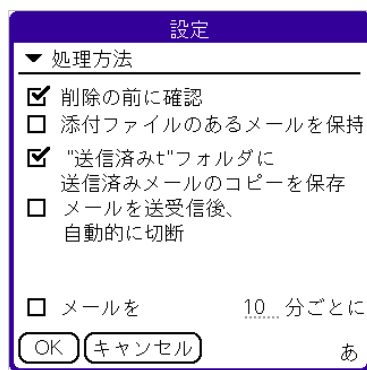 設定
処理方法
削除の前に確認
添付ファイルのあるメールを保持
"送信済みt"フォルダに
送信済みメールのコピーを保存
メールを送受信後、
自動的に切断
メールを 10 分ごとに
OK キャンセル あ